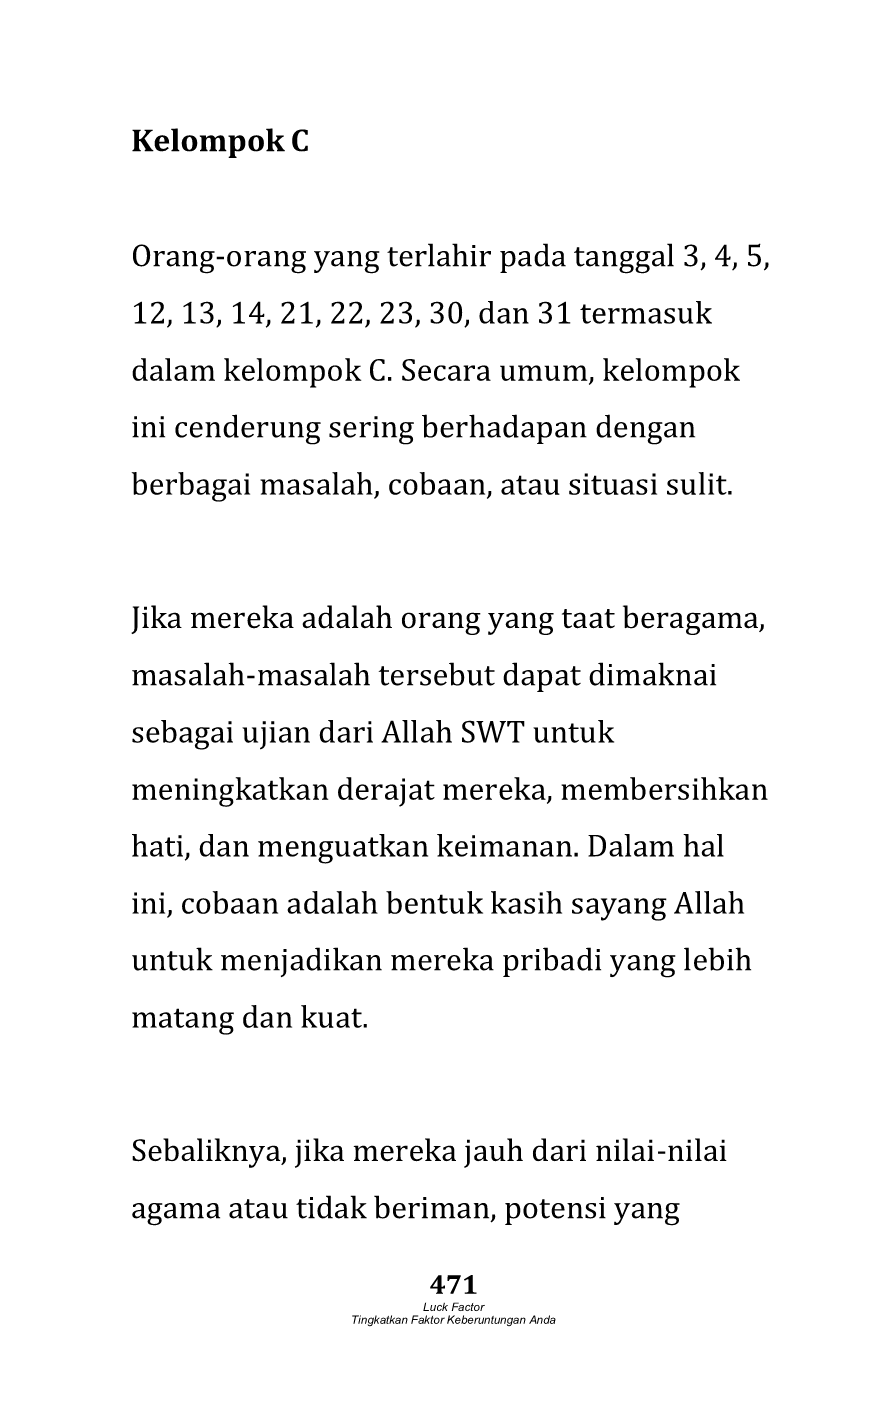 Kelompok C
Orang-orang yang terlahir pada tanggal 3, 4, 5,
12, 13, 14, 21, 22, 23, 30, dan 31 termasuk
dalam kelompok C. Secara umum, kelompok
ini cenderung sering berhadapan dengan
berbagai masalah, cobaan, atau situasi sulit.
Jika mereka adalah orang yang taat beragama,
masalah-masalah tersebut dapat dimaknai
sebagai ujian dari Allah SWT untuk
meningkatkan derajat mereka, membersihkan
hati, dan menguatkan keimanan. Dalam hal
ini, cobaan adalah bentuk kasih sayang Allah
untuk menjadikan mereka pribadi yang lebih
matang dan kuat.
Sebaliknya, jika mereka jauh dari nilai-nilai
agama atau tidak beriman, potensi yang
471
Luck Factor
Tingkatkan Faktor Keberuntungan Anda